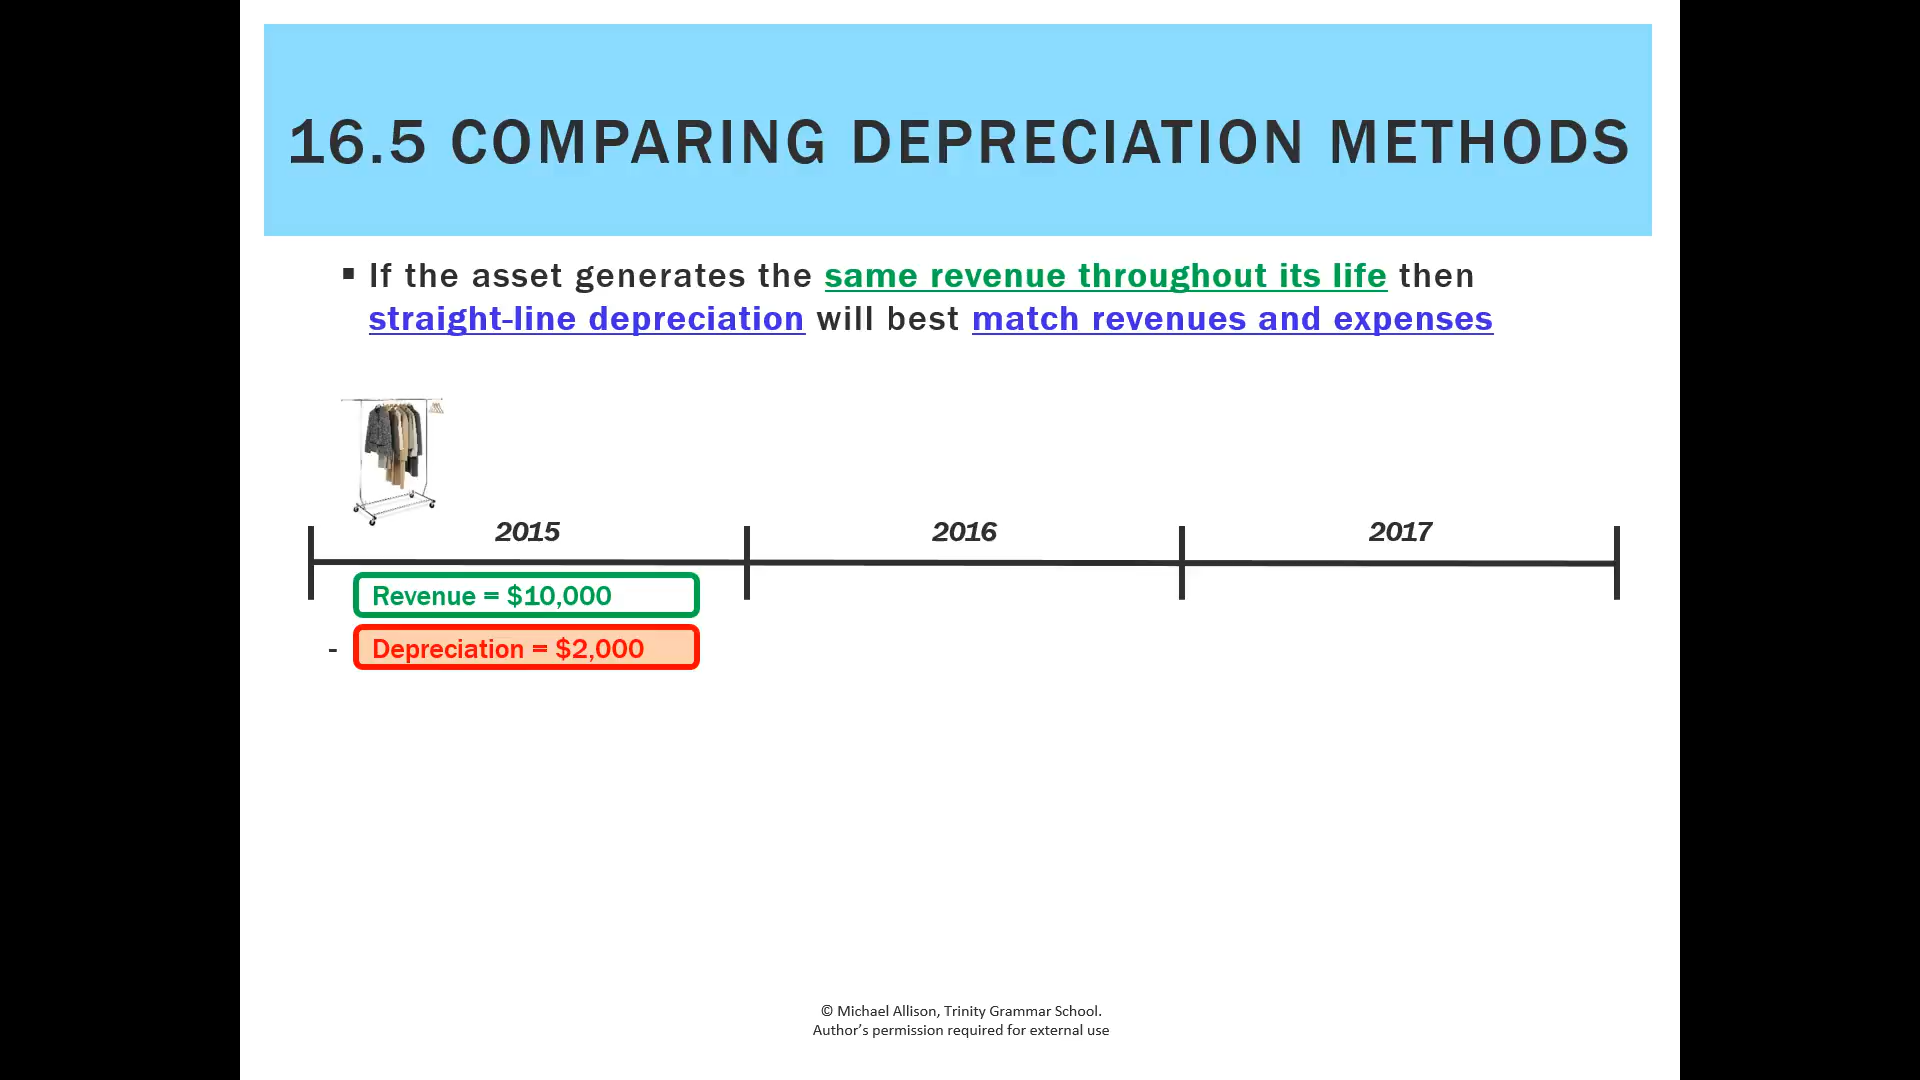 16.5 COMPARING DEPRECIATION METHODS
▪ If the asset generates the same revenue throughout its life then
straight-line depreciation will best match revenues and expenses
2015 2016 2017
Revenue = $10,000
- Depreciation = $2,000
© Michael Allison, Trinity Grammar School.
Author’s permission required for external use